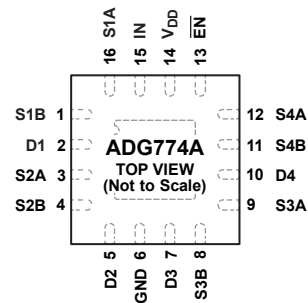 16 S1A
15 IN
14 VDD
13 EN
S1B 1
D1 2
S2A 3
S2B 4
ADG774A
TOP VIEW
(Not to Scale)
12 S4A
11 S4B
10 D4
9 S3A
D2 5
GND 6
D3 7
S3B 8